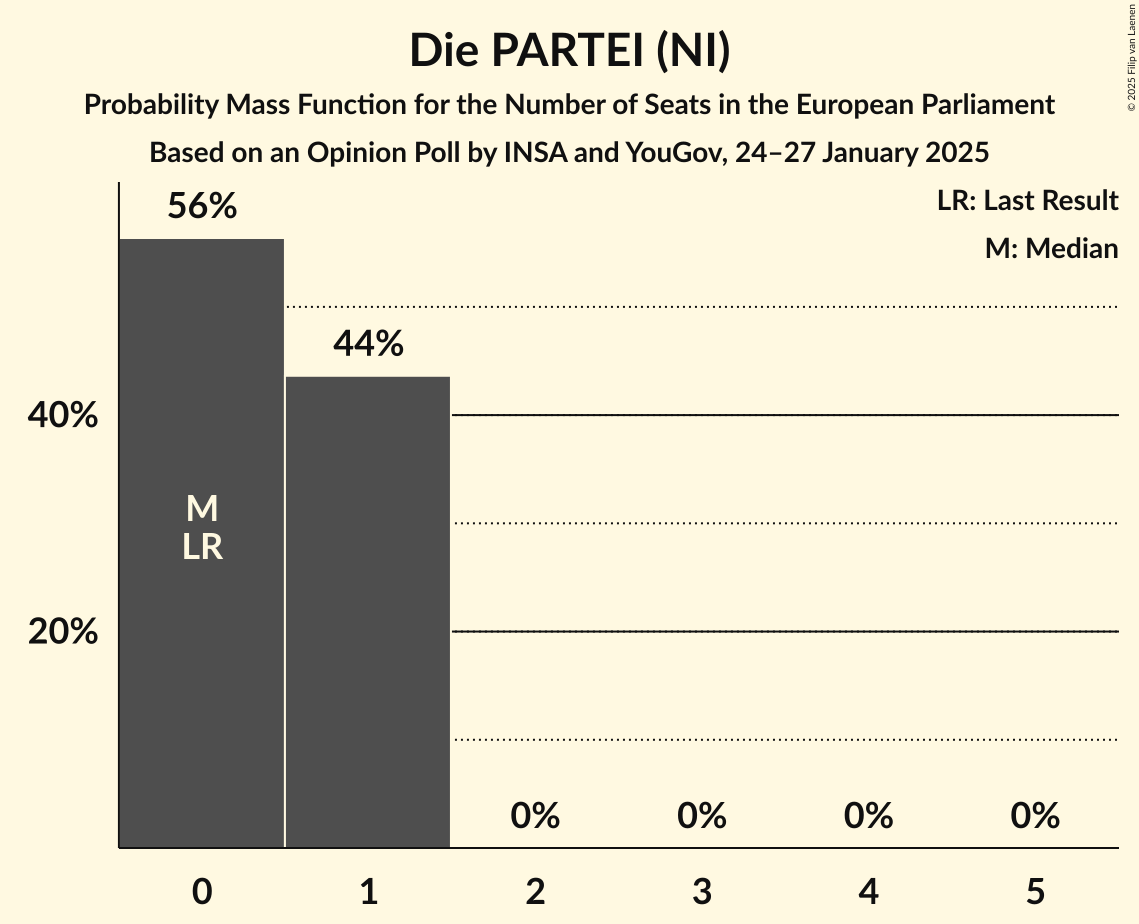 Die PARTEI (NI)
Probability Mass Function for the Number of Seats in the European Parliament
Based on an Opinion Poll by INSA and YouGov, 24–27 January 2025
© 2025 Filip van Laenen
LR: Last Result
M: Median
56%
44%
40%
M
LR
20%
0% 0% 0% 0%
0 1 2 3 4 5